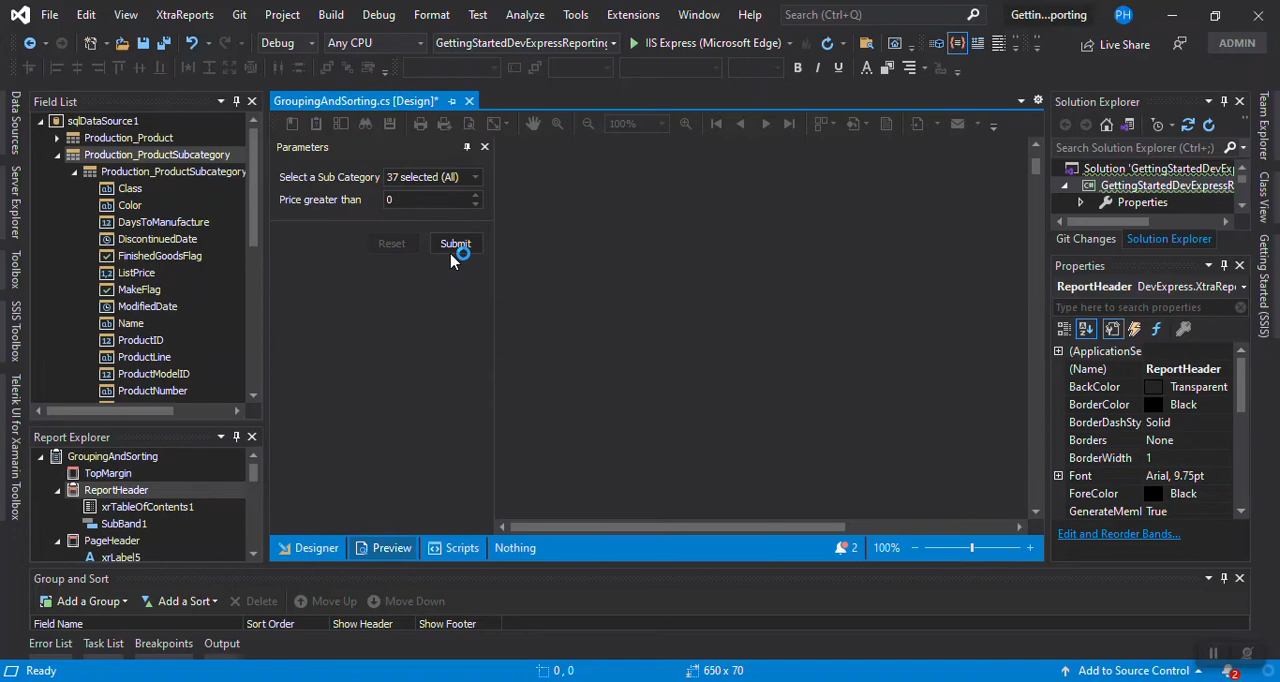 File Edit View XtraReports Git Project Build Debug Format Test Analyze Tools Extensions Window Help Search (Ctrl+Q) Gettin...porting PH
Debug Any CPU GettingStartedDevExpressReporting IIS Express (Microsoft Edge) Live Share ADMIN
100% B I U A
Data Sources
Server Explorer
Toolbox
SSIS Toolbox
Telerik UI for Xamarin Toolbox
Field List
sqlDataSource1
Production_Product
Production_ProductSubcategory
Production_ProductSubcategory
Class
Color
DaysToManufacture
DiscontinuedDate
FinishedGoodsFlag
ListPrice
MakeFlag
ModifiedDate
Name
ProductID
ProductLine
ProductModelID
ProductNumber
Report Explorer
GroupingAndSorting
TopMargin
ReportHeader
xrTableOfContents1
SubBand1
PageHeader
xrLabel5
GroupingAndSorting.cs [Design]*
100%
Parameters
Select a Sub Category 37 selected (All)
Price greater than 0
Reset Submit
Designer Preview Scripts Nothing 2 100%
Solution Explorer
Search Solution Explorer (Ctrl+;)
Solution 'GettingStartedDevExp
GettingStartedDevExpressR
Properties
Git Changes Solution Explorer
Properties
ReportHeader DevExpress.XtraRep
Type here to search properties
(ApplicationSe
(Name) ReportHeader
BackColor Transparent
BorderColor Black
BorderDashSty Solid
Borders None
BorderWidth 1
Font Arial, 9.75pt
ForeColor Black
GenerateMeml True
Edit and Reorder Bands...
Team Explorer
Class View
Getting Started (SSIS)
Group and Sort
Add a Group Add a Sort Delete Move Up Move Down
Field Name Sort Order Show Header Show Footer
Error List Task List Breakpoints Output
Ready 0 , 0 650 x 70 Add to Source Control 2